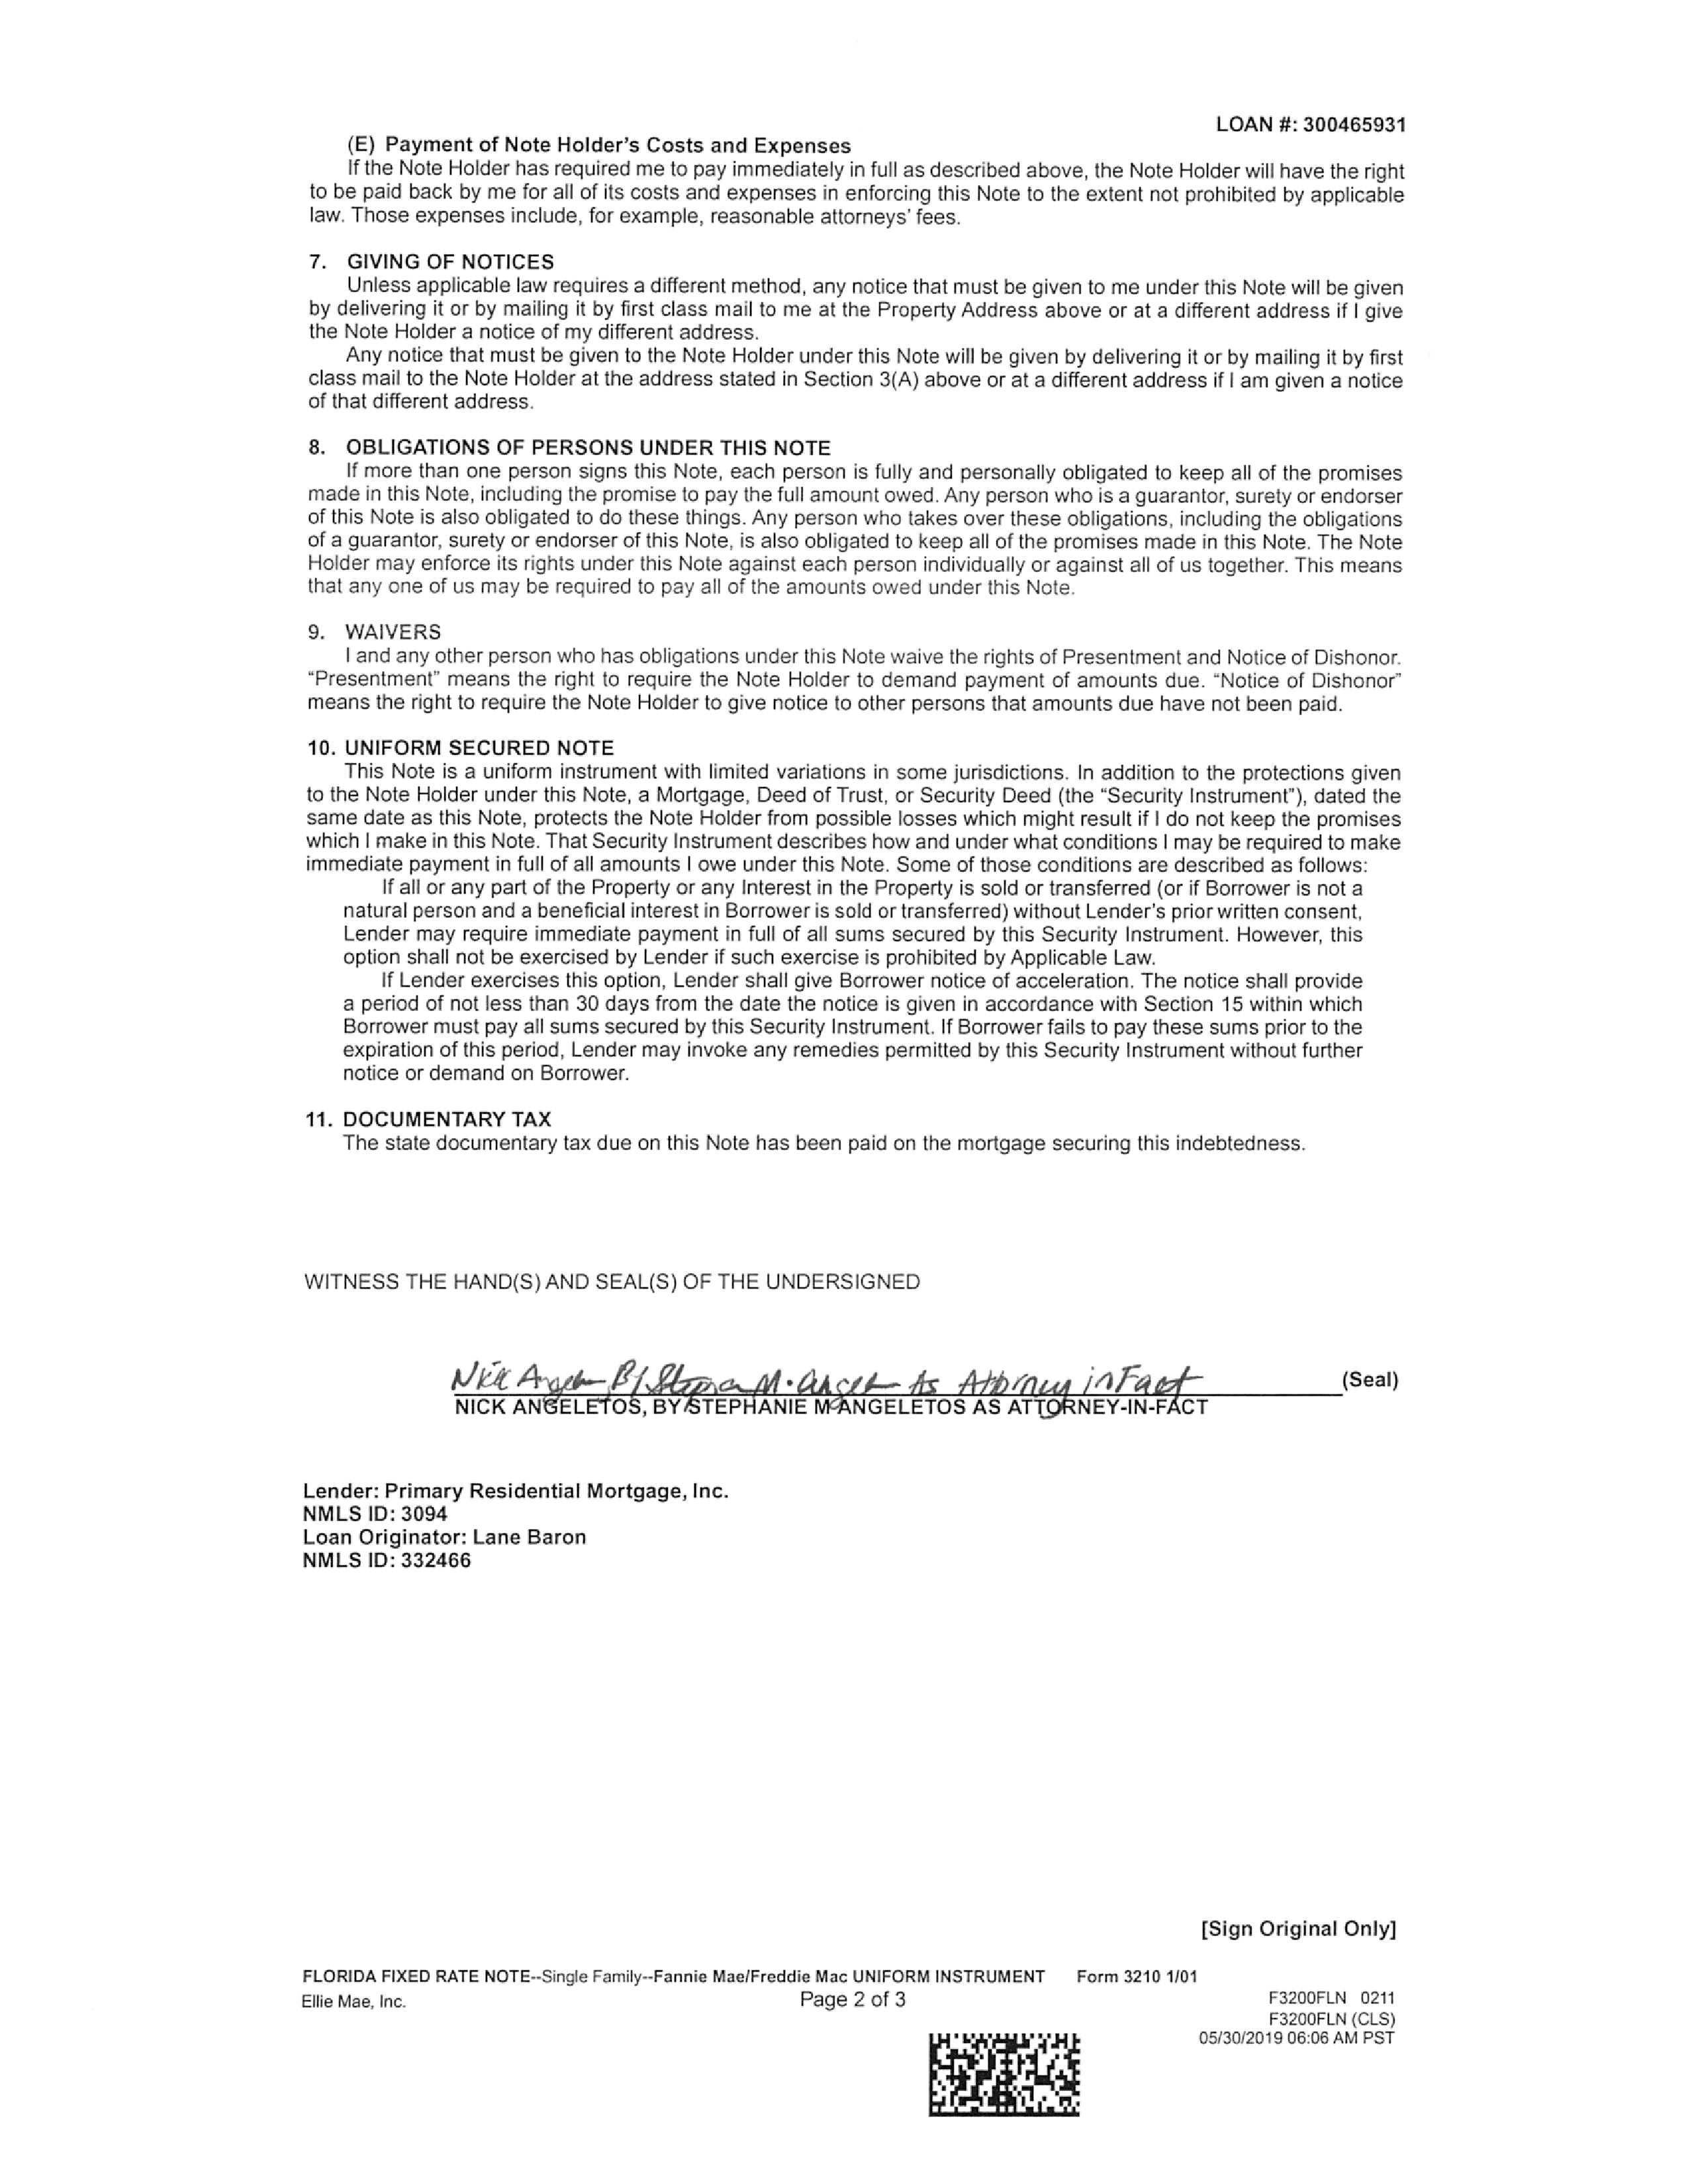 LOAN #: 300465931
(E) Payment of Note Holder's Costs and Expenses
If the Note Holder has required me to pay immediately in full as described above, the Note Holder will have the right
to be paid back by me for all of its costs and expenses in enforcing this Note to the extent not prohibited by applicable
law. Those expenses include, for example, reasonable attorneys' fees.
7. GIVING OF NOTICES
Unless applicable law requires a different method, any notice that must be given to me under this Note will be given
by delivering it or by mailing it by first class mail to me at the Property Address above or at a different address if I give
the Note Holder a notice of my different address.
Any notice that must be given to the Note Holder under this Note will be given by delivering it or by mailing it by first
class mail to the Note Holder at the address stated in Section 3(A) above or at a different address if I am given a notice
of that different address.
8. OBLIGATIONS OF PERSONS UNDER THIS NOTE
If more than one person signs this Note, each person is fully and personally obligated to keep all of the promises
made in this Note, including the promise to pay the full amount owed. Any person who is a guarantor, surety or endorser
of this Note is also obligated to do these things. Any person who takes over these obligations, including the obligations
of a guarantor, surety or endorser of this Note, is also obligated to keep all of the promises made in this Note. The Note
Holder may enforce its rights under this Note against each person individually or against all of us together. This means
that any one of us may be required to pay all of the amounts owed under this Note.
9. WAIVERS
I and any other person who has obligations under this Note waive the rights of Presentment and Notice of Dishonor.
“Presentment” means the right to require the Note Holder to demand payment of amounts due. “Notice of Dishonor”
means the right to require the Note Holder to give notice to other persons that amounts due have not been paid.
10. UNIFORM SECURED NOTE
This Note is a uniform instrument with limited variations in some jurisdictions. In addition to the protections given
to the Note Holder under this Note, a Mortgage, Deed of Trust, or Security Deed (the “Security Instrument”), dated the
same date as this Note, protects the Note Holder from possible losses which might result if I do not keep the promises
which I make in this Note. That Security Instrument describes how and under what conditions I may be required to make
immediate payment in full of all amounts I owe under this Note. Some of those conditions are described as follows:
If all or any part of the Property or any Interest in the Property is sold or transferred (or if Borrower is not a
natural person and a beneficial interest in Borrower is sold or transferred) without Lender's prior written consent,
Lender may require immediate payment in full of all sums secured by this Security Instrument. However, this
option shall not be exercised by Lender if such exercise is prohibited by Applicable Law.
If Lender exercises this option, Lender shall give Borrower notice of acceleration. The notice shall provide
a period of not less than 30 days from the date the notice is given in accordance with Section 15 within which
Borrower must pay all sums secured by this Security Instrument. If Borrower fails to pay these sums prior to the
expiration of this period, Lender may invoke any remedies permitted by this Security Instrument without further
notice or demand on Borrower.
11. DOCUMENTARY TAX
The state documentary tax due on this Note has been paid on the mortgage securing this indebtedness.
WITNESS THE HAND(S) AND SEAL(S) OF THE UNDERSIGNED
Nick By M. As Attorney in Fact (Seal)
NICK ANGELETOS, BY STEPHANIE M ANGELETOS AS ATTORNEY-IN-FACT
Lender: Primary Residential Mortgage, Inc.
NMLS ID: 3094
Loan Originator: Lane Baron
NMLS ID: 332466
[Sign Original Only]
FLORIDA FIXED RATE NOTE--Single Family--Fannie Mae/Freddie Mac UNIFORM INSTRUMENT Form 3210 1/01
Ellie Mae, Inc. Page 2 of 3 F3200FLN 0211
F3200FLN (CLS)
05/30/2019 06:06 AM PST